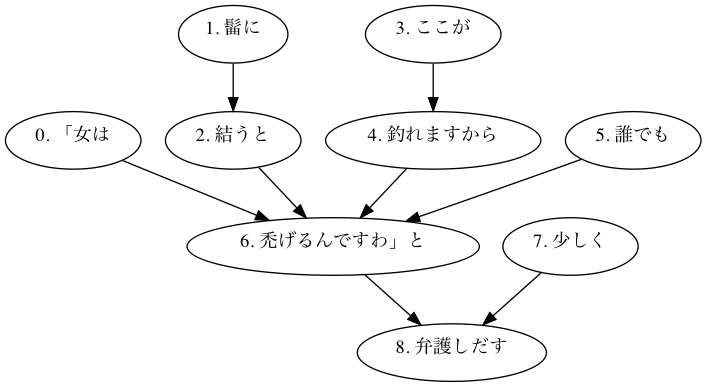 1. 髷に
3. ここが
0. 「女は
2. 結うと
4. 釣れますから
5. 誰でも
6. 禿げるんですわ」と
7. 少しく
8. 弁護しだす